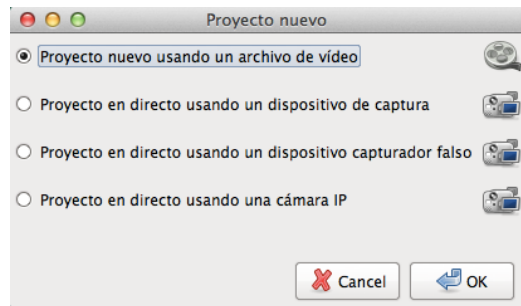 Proyecto nuevo
Proyecto nuevo usando un archivo de vídeo
Proyecto en directo usando un dispositivo de captura
Proyecto en directo usando un dispositivo capturador falso
Proyecto en directo usando una cámara IP
Cancel OK